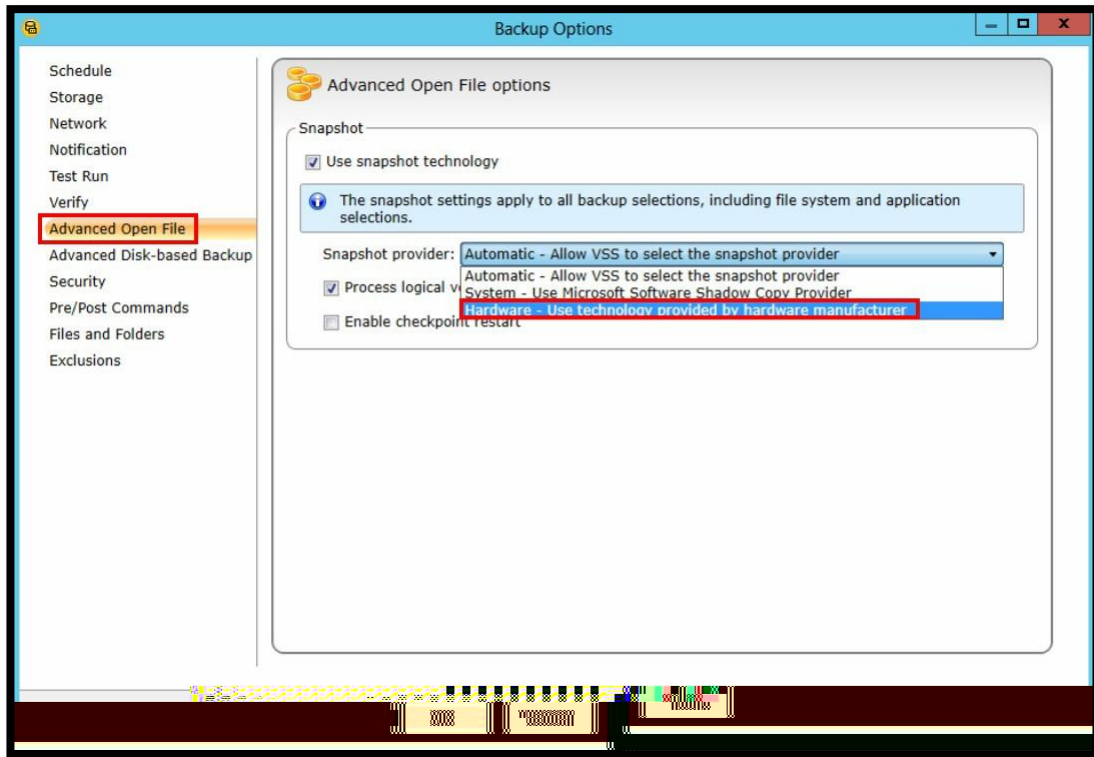 Backup Options
Schedule
Storage
Network
Notification
Test Run
Verify
Advanced Open File
Advanced Disk-based Backup
Security
Pre/Post Commands
Files and Folders
Exclusions
Advanced Open File options
Snapshot
Use snapshot technology
The snapshot settings apply to all backup selections, including file system and application
selections.
Snapshot provider: Automatic - Allow VSS to select the snapshot provider
Automatic - Allow VSS to select the snapshot provider
System - Use Microsoft Software Shadow Copy Provider
Hardware - Use technology provided by hardware manufacturer
Process logical v
Enable checkpoint restart